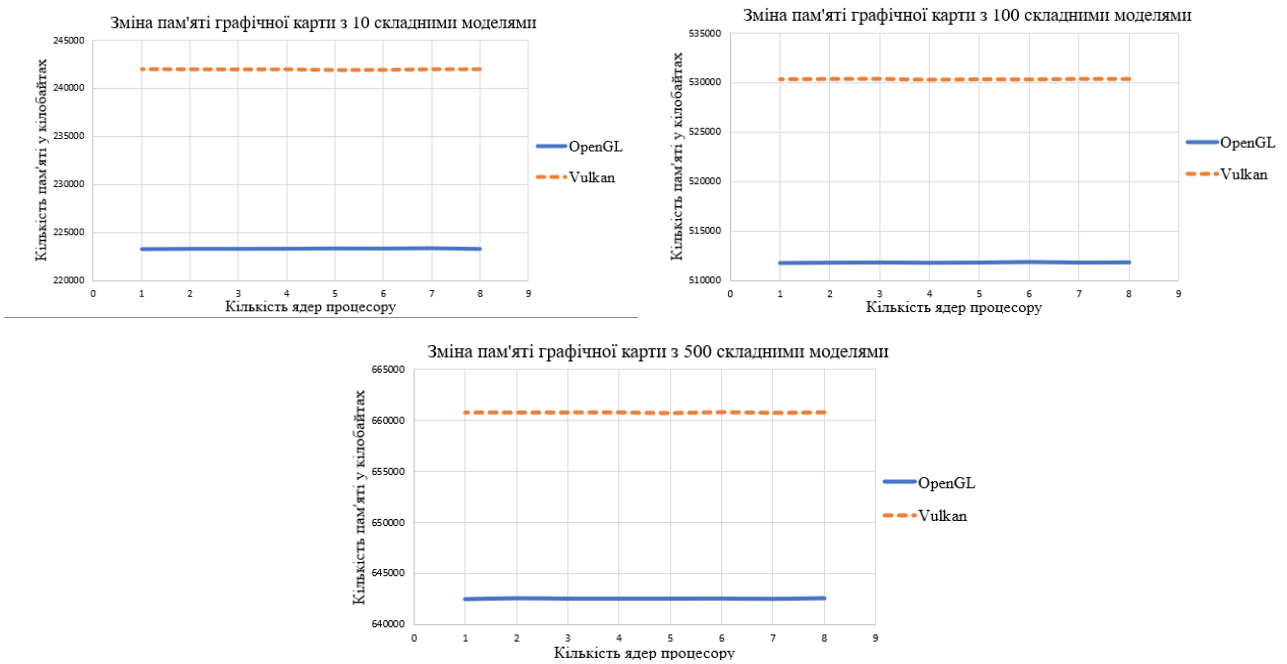 Зміна пам'яті графічної карти з 10 складними моделями
Кількість пам'яті у кілобайтах
245000
240000
235000
230000
225000
220000
0 1 2 3 4 5 6 7 8 9
Кількість ядер процесору
OpenGL
Vulkan
Зміна пам'яті графічної карти з 100 складними моделями
Кількість пам'яті у кілобайтах
535000
530000
525000
520000
515000
510000
0 1 2 3 4 5 6 7 8 9
Кількість ядер процесору
OpenGL
Vulkan
Зміна пам'яті графічної карти з 500 складними моделями
Кількість пам'яті у кілобайтах
665000
660000
655000
650000
645000
640000
0 1 2 3 4 5 6 7 8 9
Кількість ядер процесору
OpenGL
Vulkan